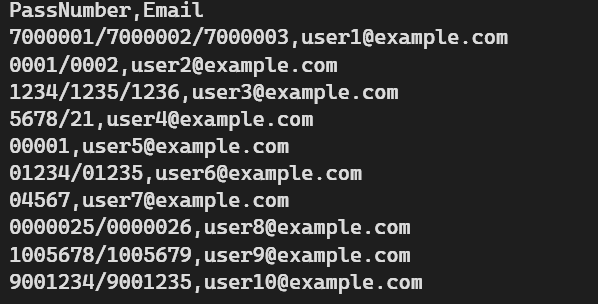 PassNumber,Email
7000001/7000002/7000003,user1@example.com
0001/0002,user2@example.com
1234/1235/1236,user3@example.com
5678/21,user4@example.com
00001,user5@example.com
01234/01235,user6@example.com
04567,user7@example.com
0000025/0000026,user8@example.com
1005678/1005679,user9@example.com
9001234/9001235,user10@example.com